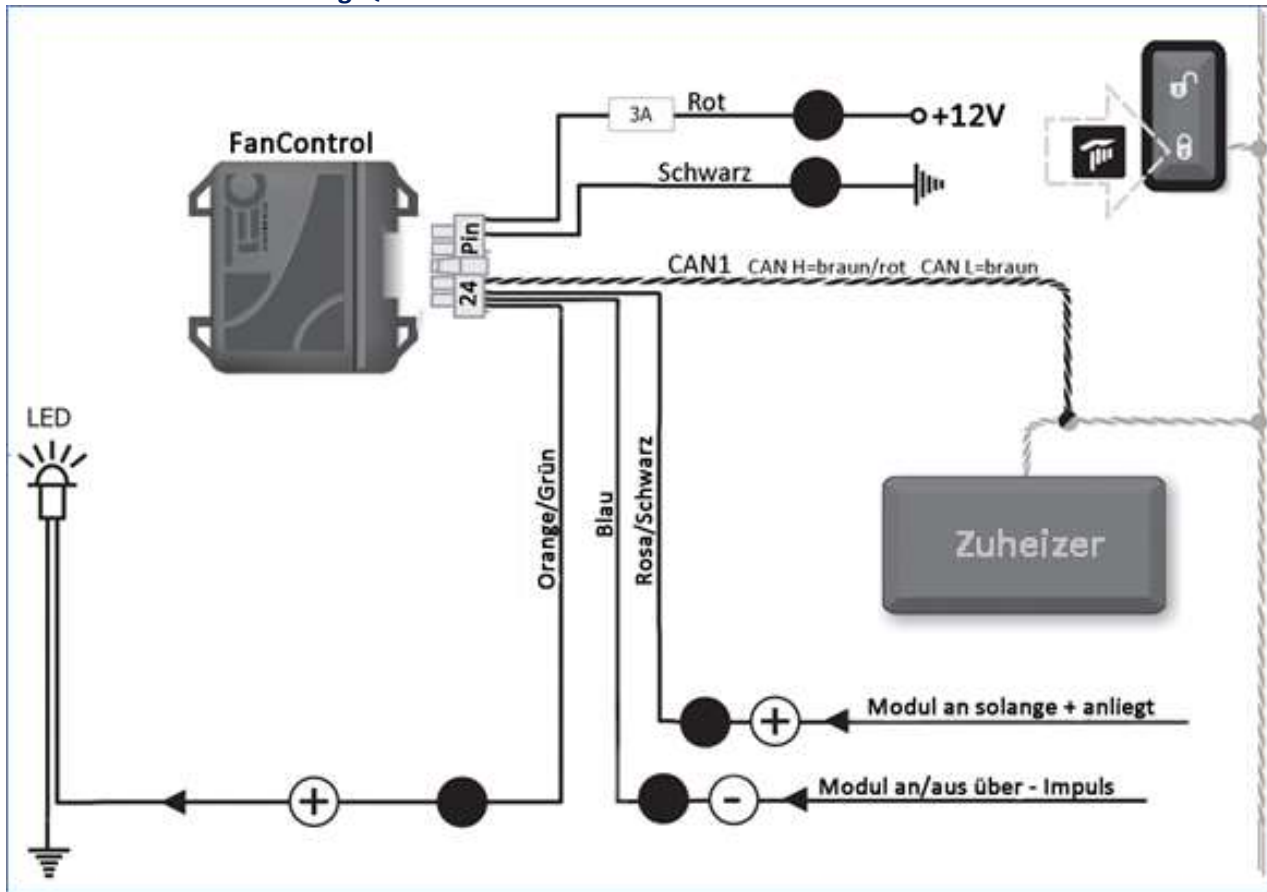 FanControl
3A
Rot
+12V
Schwarz
Pin
24
CAN1 CAN H=braun/rot CAN L=braun
LED
Orange/Grün
Blau
Rosa/Schwarz
Zuheizer
Modul an solange + anliegt
+
Modul an/aus über - Impuls
-
+